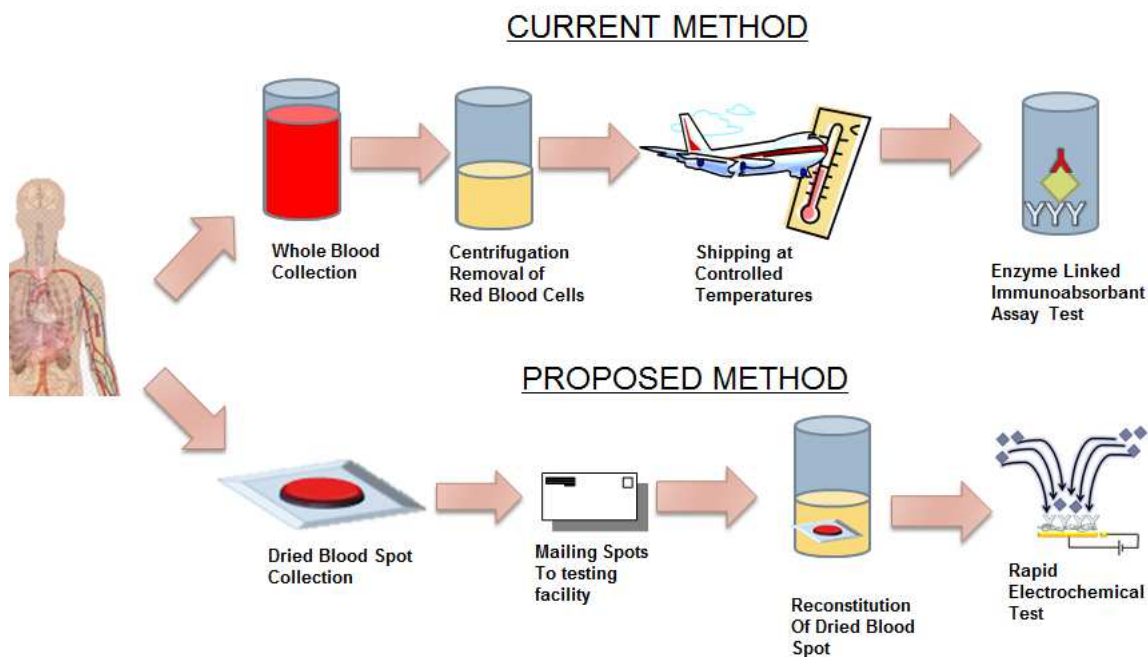 CURRENT METHOD
Whole Blood
Collection
Centrifugation
Removal of
Red Blood Cells
Shipping at
Controlled
Temperatures
YYY
Enzyme Linked
Immunoabsorbant
Assay Test
PROPOSED METHOD
Dried Blood Spot
Collection
Mailing Spots
To testing
facility
Reconstitution
Of Dried Blood
Spot
YYYY
Rapid
Electrochemical
Test